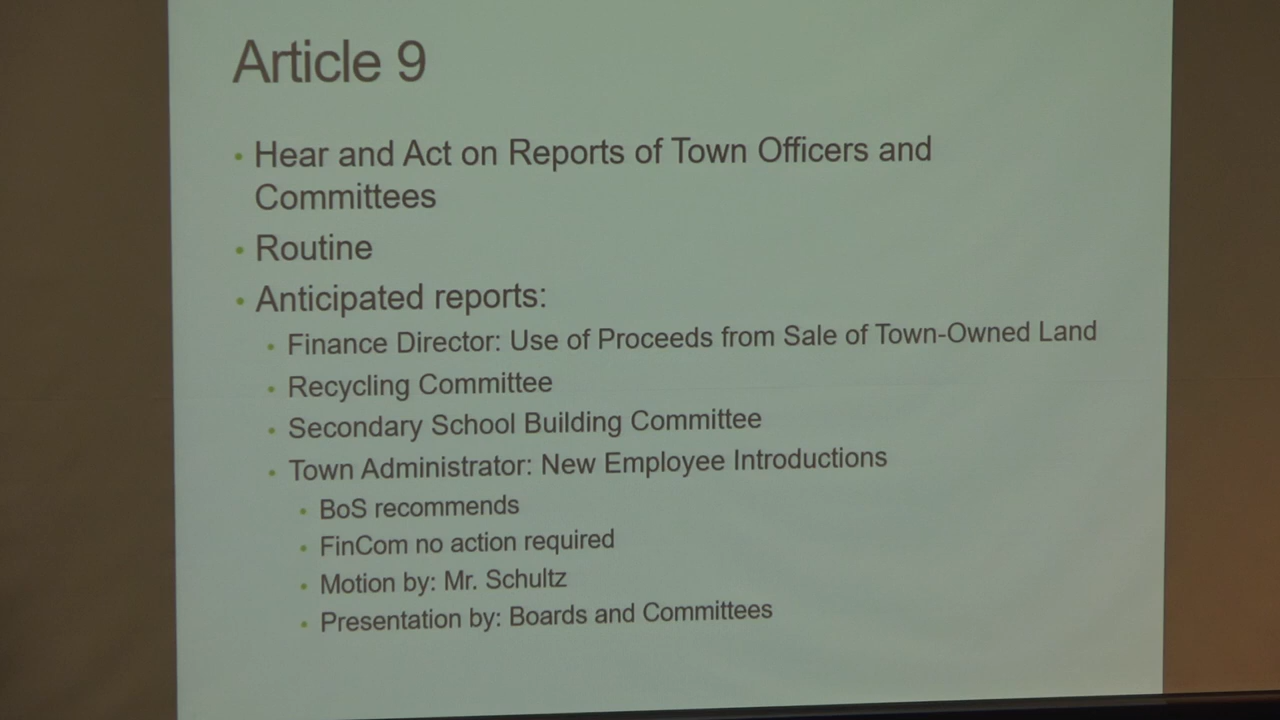 Article 9
• Hear and Act on Reports of Town Officers and
Committees
• Routine
• Anticipated reports:
• Finance Director: Use of Proceeds from Sale of Town-Owned Land
• Recycling Committee
• Secondary School Building Committee
• Town Administrator: New Employee Introductions
• BoS recommends
• FinCom no action required
• Motion by: Mr. Schultz
• Presentation by: Boards and Committees